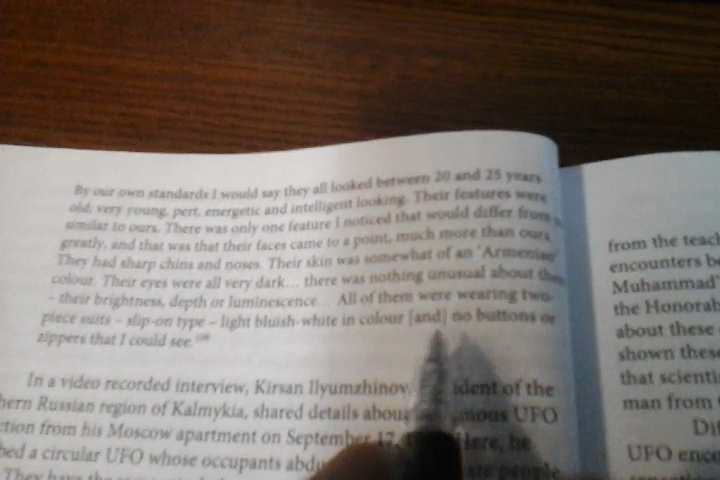 By our own standards I would say they all looked between 20 and 25 years
old; very young, pert, energetic and intelligent looking. Their features were
similar to ours. There was only one feature I noticed that would differ from
greatly, and that was that their faces came to a point, much more than ours.
They had sharp chins and noses. Their skin was somewhat of an 'Armenian'
colour. Their eyes were all very dark… there was nothing unusual about
– their brightness, depth or luminescence… All of them were wearing two-
piece suits – slip-on type – light bluish-white in colour [and] no buttons or
zippers that I could see.
In a video recorded interview, Kirsan Ilyumzhinov, ident of the
hern Russian region of Kalmykia, shared details about UFO
ction from his Moscow apartment on September 17, Here, he
bed a circular UFO whose occupants
They have the people
from the teach
encounters be
Muhammad'
the Honorab
about these
shown these
that scienti
man from
Di
UFO enco